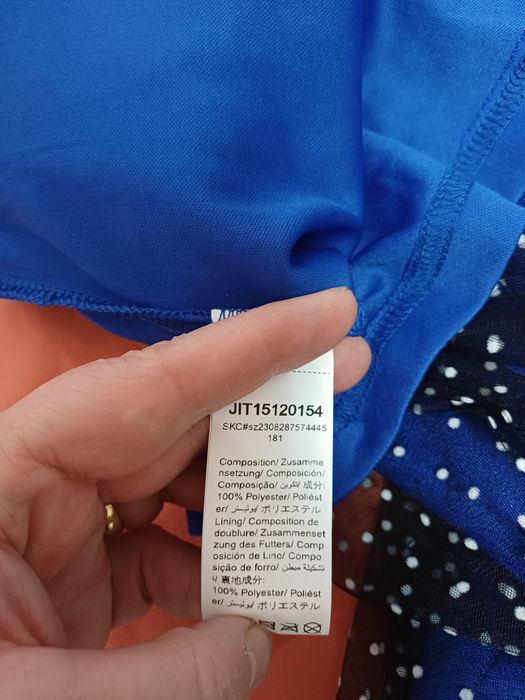 JIT15120154
SKC#sz2308287574445
181
Composition/ Zusamme
nsetzung/ Composición/
Composição/ تكوين/ 成分:
100% Polyester/ Poliést
er/ بوليستر/ ポリエステル
Lining/ Composition de
doublure/ Zusammenset
zung des Futters/ Comp
osición de Lino/ Compo
sição de forro/ تشكيلة مبطن
/ 裏地成分:
100% Polyester/ Poliést
er/ بوليستر/ ポリエステル